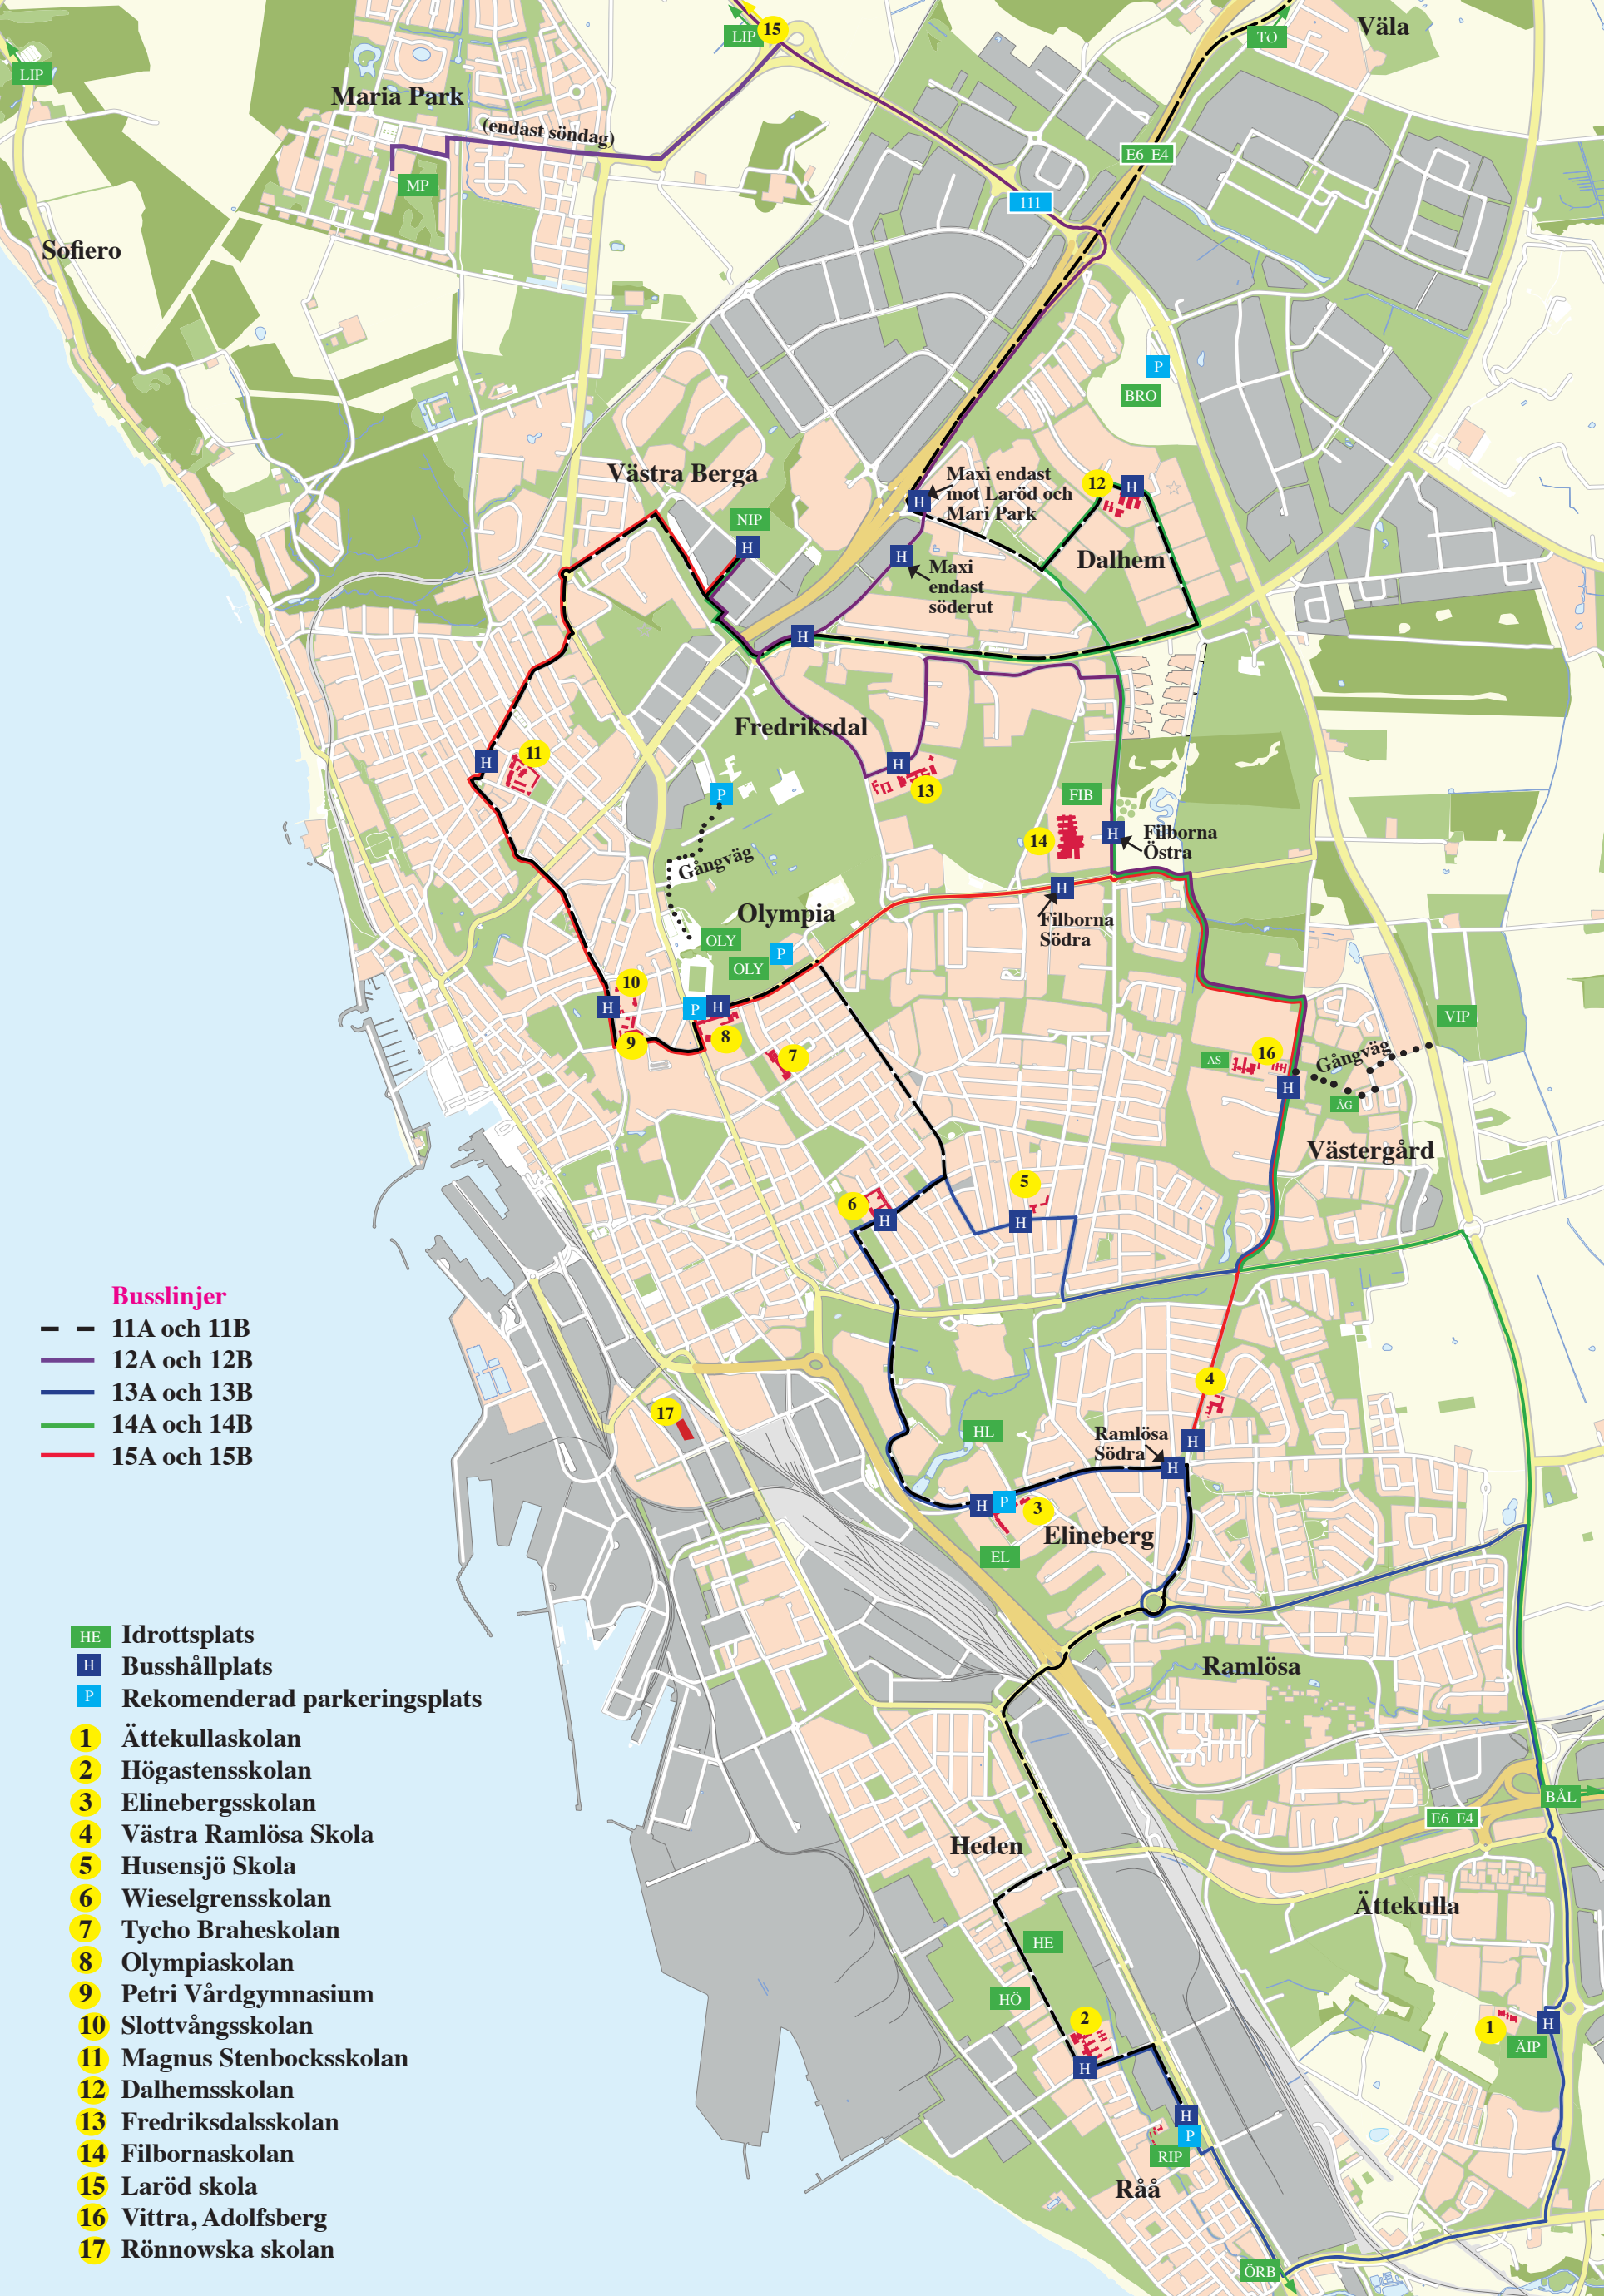 LIP
15
TO
Väla
LIP
Maria Park
(endast söndag)
E6 E4
MP
111
Sofiero
P
BRO
Västra Berga
Maxi endast
mot Laröd och
Mari Park
H
12
H
NIP
H
H
Maxi
endast
söderut
Dalhem
H
Fredriksdal
H
11
H
13
P
FIB
14
H
Filborna
Östra
Gångväg
H
Filborna
Södra
Olympia
OLY
P
OLY
10
H
P
H
9
8
7
VIP
AS
16
Gångväg
H
ÅG
Västergård
5
6
H
H
Busslinjer
11A och 11B
12A och 12B
13A och 13B
14A och 14B
15A och 15B
4
17
HL
Ramlösa
Södra
H
H
H
P
3
Elineberg
EL
Ramlösa
HE
Idrottsplats
H
Busshållplats
P
Rekomenderad parkeringsplats
1
Ättekullaskolan
2
Högastensskolan
3
Elinebergsskolan
4
Västra Ramlösa Skola
5
Husensjö Skola
6
Wieselgrensskolan
7
Tycho Braheskolan
8
Olympiaskolan
9
Petri Vårdgymnasium
10
Slottvångsskolan
11
Magnus Stenbocksskolan
12
Dalhemsskolan
13
Fredriksdalsskolan
14
Filbornaskolan
15
Laröd skola
16
Vittra, Adolfsberg
17
Rönnowska skolan
BÅL
E6 E4
Heden
Ättekulla
HE
HÖ
2
H
1
H
ÄIP
H
P
RIP
Råå
ÖRB